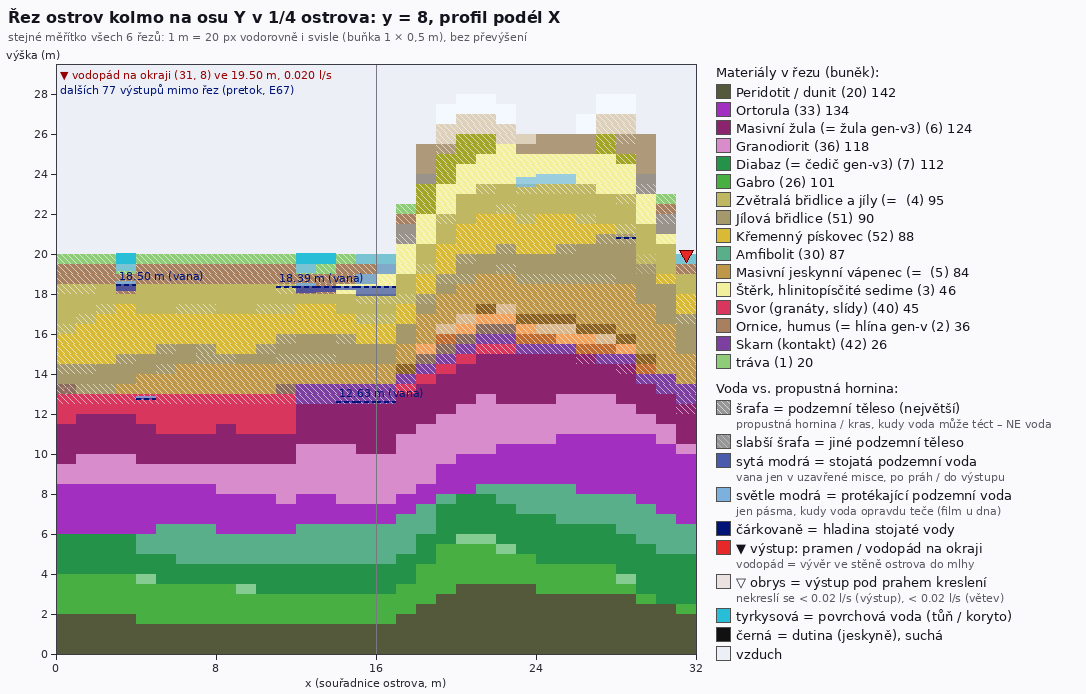 Řez ostrov kolmo na osu Y v 1/4 ostrova: y = 8, profil podél X
stejné měřítko všech 6 řezů: 1 m = 20 px vodorovně i svisle (buňka 1 × 0,5 m), bez převýšení
výška (m)
▼ vodopád na okraji (31, 8) ve 19.50 m, 0.020 l/s
dalších 77 výstupů mimo řez (pretok, E67)
28
26
24
22
20
18
16
14
12
10
8
6
4
2
0
18.50 m (vana)
18.39 m (vana)
12.63 m (vana)
0
8
16
24
32
x (souřadnice ostrova, m)
Materiály v řezu (buněk):
Peridotit / dunit (20) 142
Ortorula (33) 134
Masivní žula (= žula gen-v3) (6) 124
Granodiorit (36) 118
Diabaz (= čedič gen-v3) (7) 112
Gabro (26) 101
Zvětralá břidlice a jíly (=  (4) 95
Jílová břidlice (51) 90
Křemenný pískovec (52) 88
Amfibolit (30) 87
Masivní jeskynní vápenec (=  (5) 84
Štěrk, hlinitopísčité sedime (3) 46
Svor (granáty, slídy) (40) 45
Ornice, humus (= hlína gen-v (2) 36
Skarn (kontakt) (42) 26
tráva (1) 20
Voda vs. propustná hornina:
šrafa = podzemní těleso (největší)
propustná hornina / kras, kudy voda může téct – NE voda
slabší šrafa = jiné podzemní těleso
sytá modrá = stojatá podzemní voda
vana jen v uzavřené misce, po práh / do výstupu
světle modrá = protékající podzemní voda
jen pásma, kudy voda opravdu teče (film u dna)
čárkovaně = hladina stojaté vody
▼ výstup: pramen / vodopád na okraji
vodopád = vývěr ve stěně ostrova do mlhy
▽ obrys = výstup pod prahem kreslení
nekreslí se < 0.02 l/s (výstup), < 0.02 l/s (větev)
tyrkysová = povrchová voda (tůň / koryto)
černá = dutina (jeskyně), suchá
vzduch